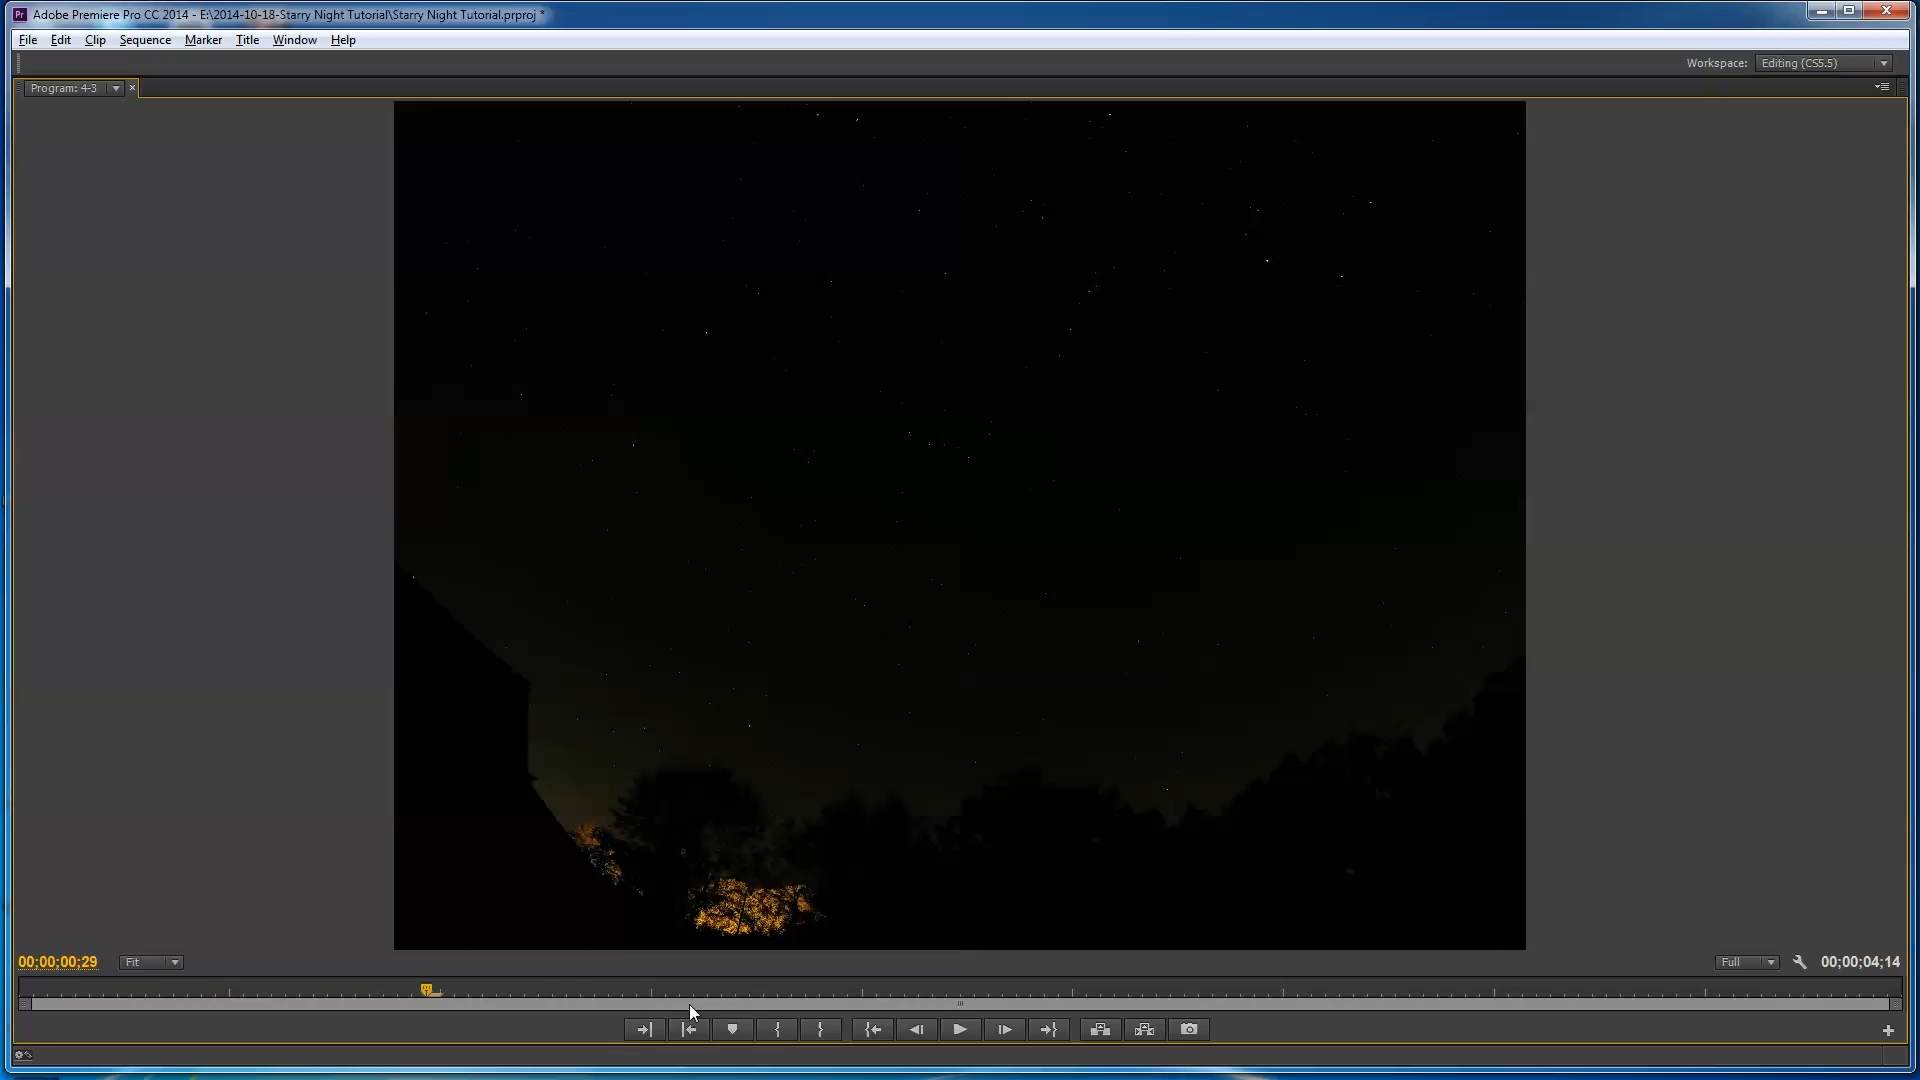 Adobe Premiere Pro CC 2014 - E:\2014-10-18-Starry Night Tutorial\Starry Night Tutorial.prproj *
File Edit Clip Sequence Marker Title Window Help
Workspace: Editing (CS5.5)
Program: 4-3
00;00;00;29 Fit Full 00;00;04;14